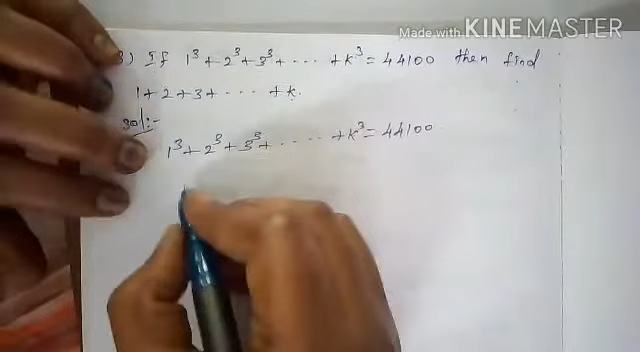 Made with KINEMASTER
3) If 1³ + 2³ + 3³ + ···· + k³ = 44100 then find
1 + 2 + 3 + ···· + k.
Sol:-
1³ + 2³ + 3³ + ····· + k³ = 44100